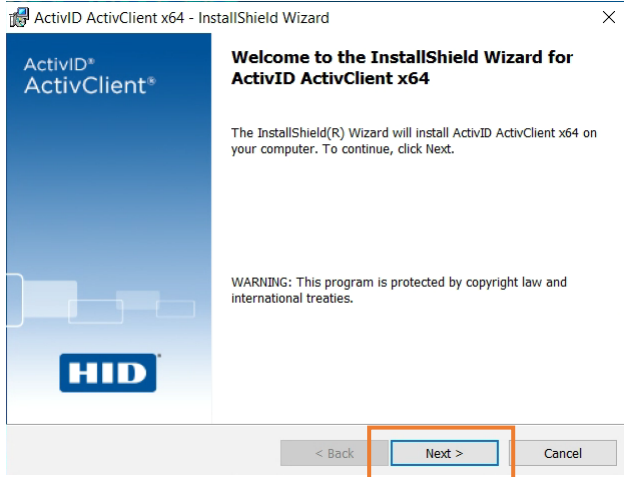 ActivID ActivClient x64 - InstallShield Wizard
ActivID®
ActivClient®
Welcome to the InstallShield Wizard for
ActivID ActivClient x64
The InstallShield(R) Wizard will install ActivID ActivClient x64 on
your computer. To continue, click Next.
WARNING: This program is protected by copyright law and
international treaties.
HID
< Back
Next >
Cancel